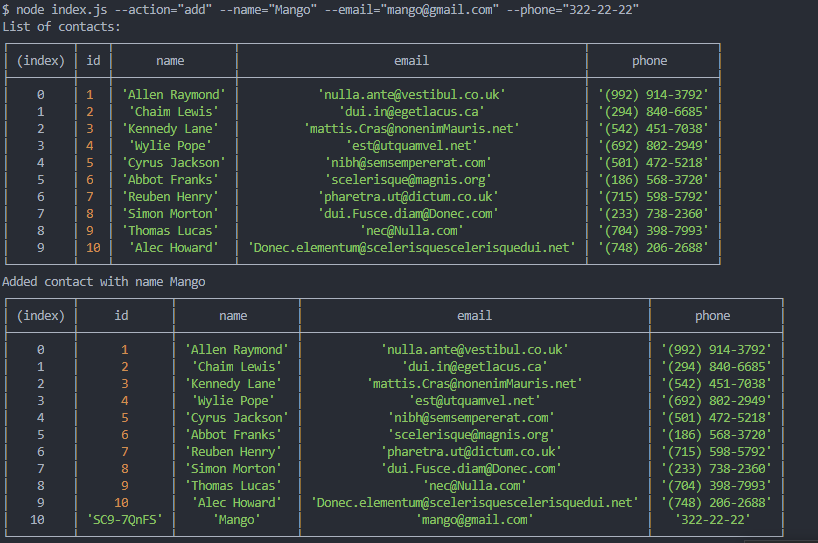 $ node index.js --action="add" --name="Mango" --email="mango@gmail.com" --phone="322-22-22"
List of contacts:
(index) id name email phone
0 1 'Allen Raymond' 'nulla.ante@vestibul.co.uk' '(992) 914-3792'
1 2 'Chaim Lewis' 'dui.in@egetlacus.ca' '(294) 840-6685'
2 3 'Kennedy Lane' 'mattis.Cras@nonenimMauris.net' '(542) 451-7038'
3 4 'Wylie Pope' 'est@utquamvel.net' '(692) 802-2949'
4 5 'Cyrus Jackson' 'nibh@semsempererat.com' '(501) 472-5218'
5 6 'Abbot Franks' 'scelerisque@magnis.org' '(186) 568-3720'
6 7 'Reuben Henry' 'pharetra.ut@dictum.co.uk' '(715) 598-5792'
7 8 'Simon Morton' 'dui.Fusce.diam@Donec.com' '(233) 738-2360'
8 9 'Thomas Lucas' 'nec@Nulla.com' '(704) 398-7993'
9 10 'Alec Howard' 'Donec.elementum@scelerisquescelerisquedui.net' '(748) 206-2688'
Added contact with name Mango
(index) id name email phone
0 1 'Allen Raymond' 'nulla.ante@vestibul.co.uk' '(992) 914-3792'
1 2 'Chaim Lewis' 'dui.in@egetlacus.ca' '(294) 840-6685'
2 3 'Kennedy Lane' 'mattis.Cras@nonenimMauris.net' '(542) 451-7038'
3 4 'Wylie Pope' 'est@utquamvel.net' '(692) 802-2949'
4 5 'Cyrus Jackson' 'nibh@semsempererat.com' '(501) 472-5218'
5 6 'Abbot Franks' 'scelerisque@magnis.org' '(186) 568-3720'
6 7 'Reuben Henry' 'pharetra.ut@dictum.co.uk' '(715) 598-5792'
7 8 'Simon Morton' 'dui.Fusce.diam@Donec.com' '(233) 738-2360'
8 9 'Thomas Lucas' 'nec@Nulla.com' '(704) 398-7993'
9 10 'Alec Howard' 'Donec.elementum@scelerisquescelerisquedui.net' '(748) 206-2688'
10 'SC9-7QnFS' 'Mango' 'mango@gmail.com' '322-22-22'